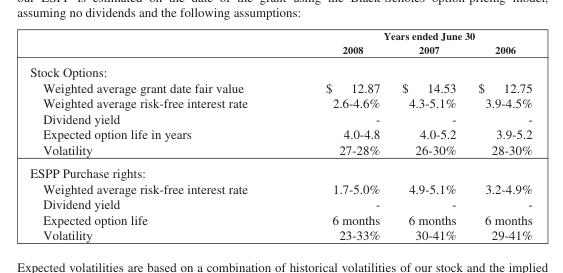 our ESPP is estimated on the date of the grant using the Black-Scholes option-pricing model,
assuming no dividends and the following assumptions:
Years ended June 30
2008 2007 2006
Stock Options:
Weighted average grant date fair value $ 12.87 $ 14.53 $ 12.75
Weighted average risk-free interest rate 2.6-4.6% 4.3-5.1% 3.9-4.5%
Dividend yield - - -
Expected option life in years 4.0-4.8 4.0-5.2 3.9-5.2
Volatility 27-28% 26-30% 28-30%
ESPP Purchase rights:
Weighted average risk-free interest rate 1.7-5.0% 4.9-5.1% 3.2-4.9%
Dividend yield - - -
Expected option life 6 months 6 months 6 months
Volatility 23-33% 30-41% 29-41%
Expected volatilities are based on a combination of historical volatilities of our stock and the implied